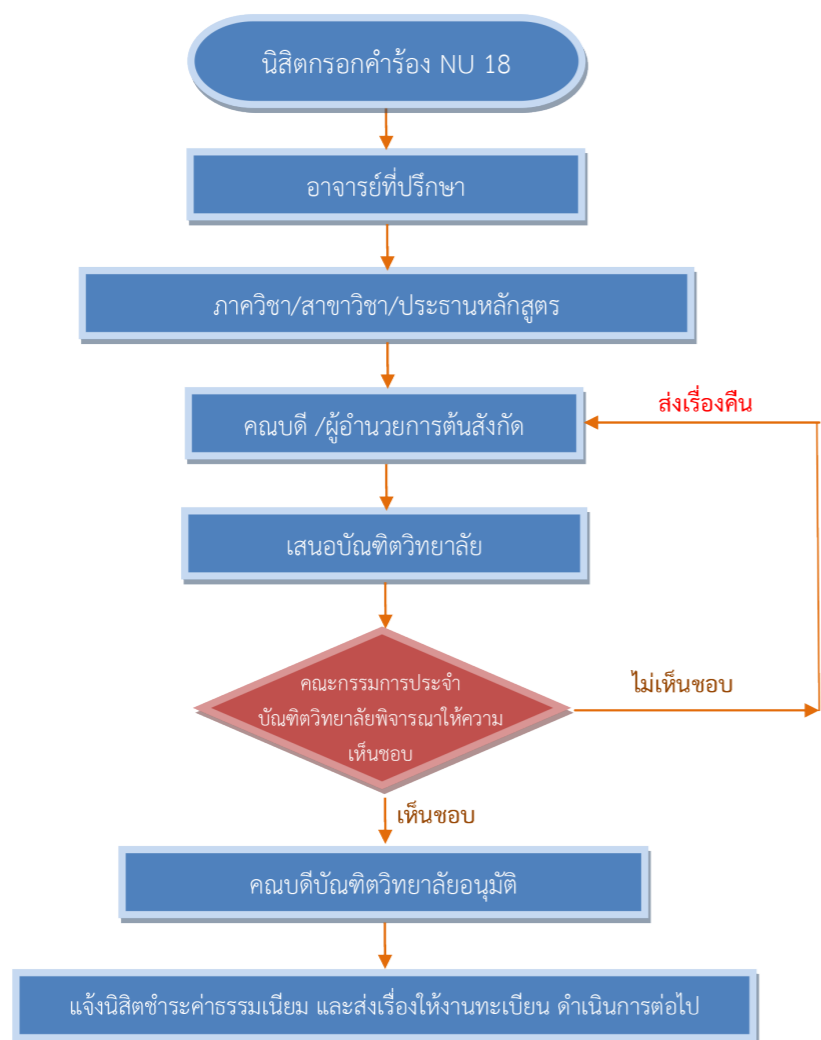 นิสิตกรอกคำร้อง NU 18
อาจารย์ที่ปรึกษา
ภาควิชา/สาขาวิชา/ประธานหลักสูตร
ส่งเรื่องคืน
คณบดี /ผู้อำนวยการต้นสังกัด
เสนอบัณฑิตวิทยาลัย
คณะกรรมการประจำ
บัณฑิตวิทยาลัยพิจารณาให้ความ
เห็นชอบ
ไม่เห็นชอบ
เห็นชอบ
คณบดีบัณฑิตวิทยาลัยอนุมัติ
แจ้งนิสิตชำระค่าธรรมเนียม และส่งเรื่องให้งานทะเบียน ดำเนินการต่อไป